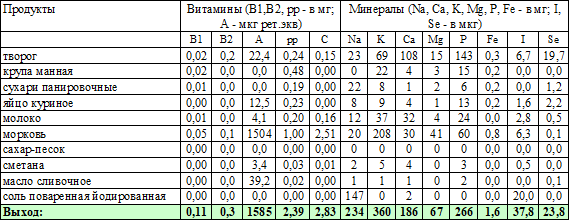 Продукты Витамины (B1,B2, pp - в мг; Минералы (Na, Ca, K, Mg, P, Fe - в мг; I,
A - мкг рет.экв) Se - в мкг)
B1 B2 A pp C Na K Ca Mg P Fe I Se
творог 0,02 0,2 22,4 0,24 0,15 23 69 108 15 143 0,3 6,7 19,7
крупа манная 0,02 0,0 0,0 0,48 0,00 0 22 4 3 15 0,2 0,0 0,0
сухари панировочные 0,01 0,0 0,0 0,19 0,00 22 8 1 2 6 0,2 0,0 1,2
яйцо куриное 0,00 0,0 12,5 0,23 0,00 8 9 4 1 13 0,2 1,6 2,2
молоко 0,01 0,0 4,1 0,20 0,16 12 37 32 4 24 0,0 2,8 0,5
морковь 0,05 0,1 1504 1,00 2,51 20 208 30 41 60 0,8 6,3 0,1
сахар-песок 0,00 0,0 0,0 0,00 0,00 0 0 0 0 0 0,0 0,0 0,0
сметана 0,00 0,0 3,4 0,03 0,01 2 5 4 0 3 0,0 0,5 0,0
масло сливочное 0,00 0,0 39,2 0,02 0,00 1 1 1 0 2 0,0 0,0 0,1
соль поваренная йодированная 0,00 0,0 0,0 0,00 0,00 147 0 2 0 0 0,0 20,0 0,0
Выход: 0,11 0,3 1585 2,39 2,83 234 360 186 67 266 1,6 37,8 23,8